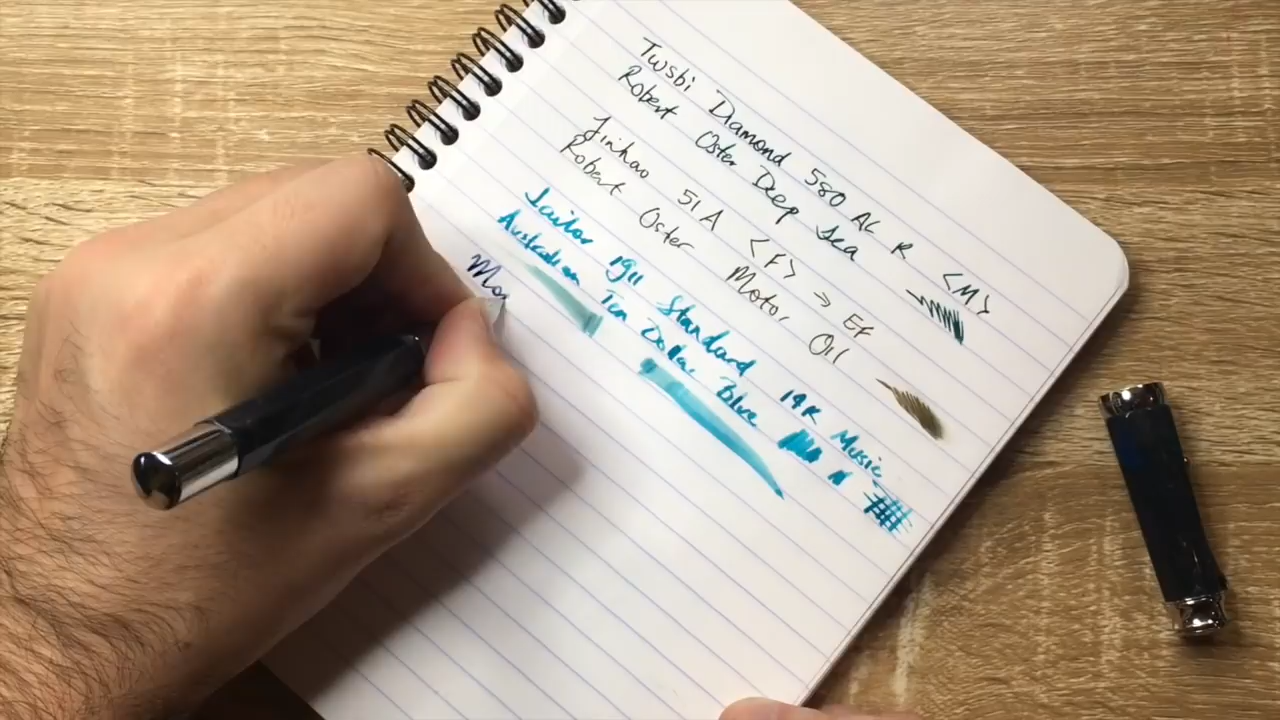 Twsbi Diamond 580 AL R <M>
Robert Oster Deep Sea
Jinhao 51A <F> → EF
Robert Oster Motor Oil
Sailor 1911 Standard 14K Music
Australian Ten Dollar Blue
Mo